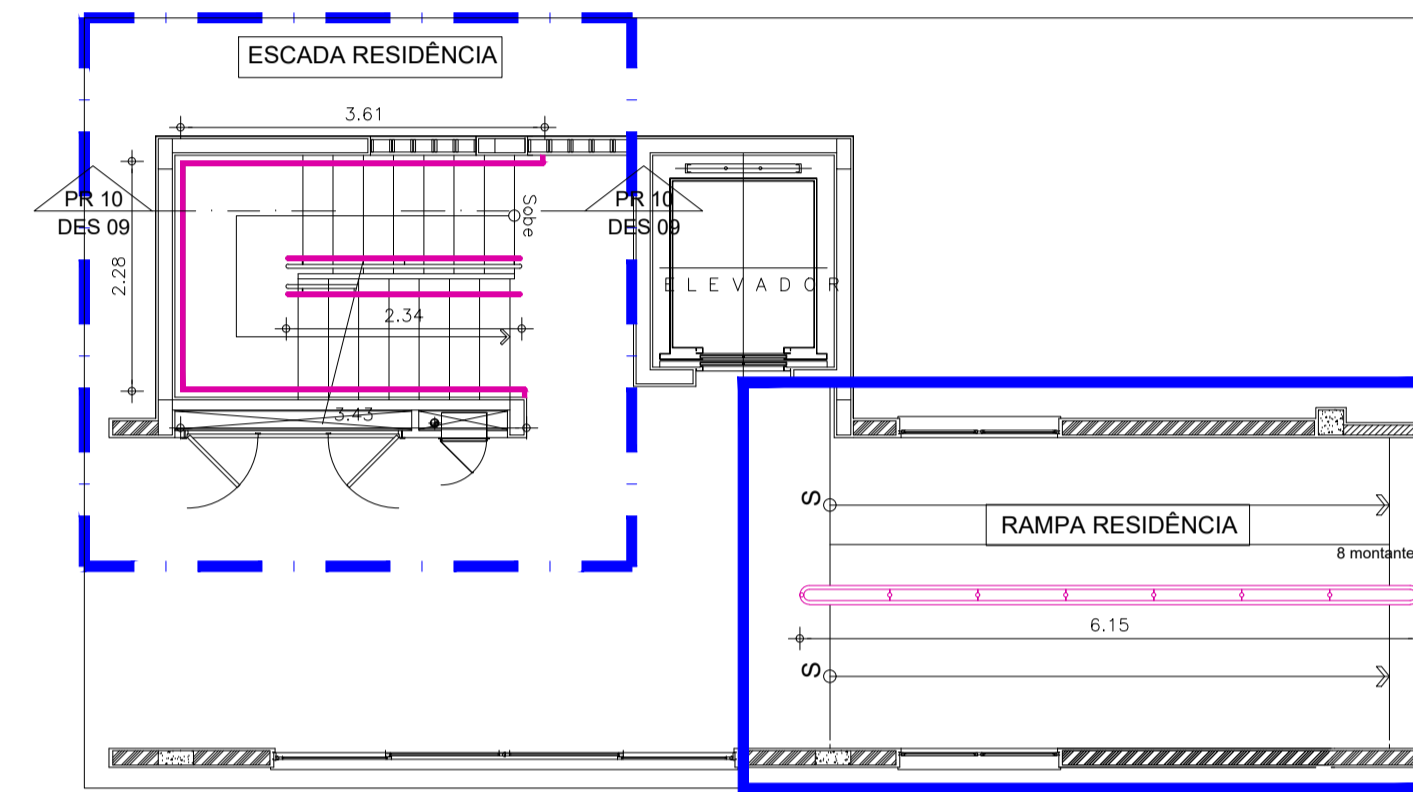 ESCADA RESIDÊNCIA
3.61
PR 10
DES 09
PR 10
DES 09
Sobe
2.28
ELEVADOR
2.34
3.43
S
RAMPA RESIDÊNCIA
8 montante
6.15
S